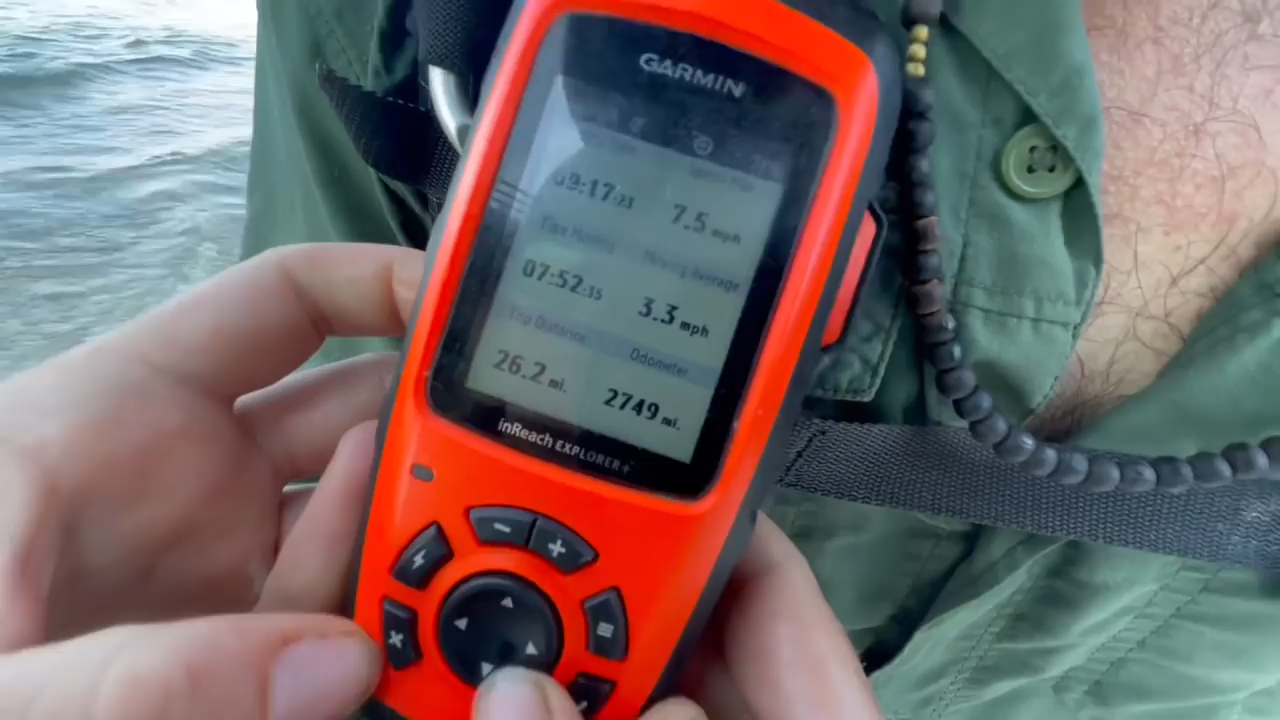 GARMIN
09:17:23 7.5 mph
Time Moving Moving Average
07:52:35 3.3 mph
Trip Distance Odometer
26.2 mi. 2749 mi.
inReach EXPLORER+